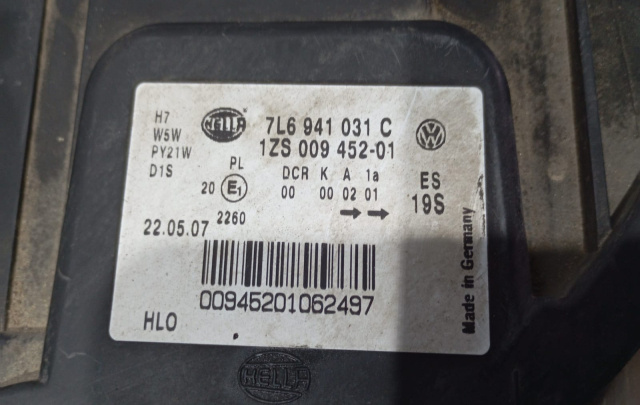 H7
W5W
PY21W
D1S
HELLA
7L6 941 031 C
1ZS 009 452-01
VW
PL
20 E1
2260
DCR K A 1a
00 00 02 01
→ →
ES
19S
22.05.07
00945201062497
HLO
Made in Germany
HELLA